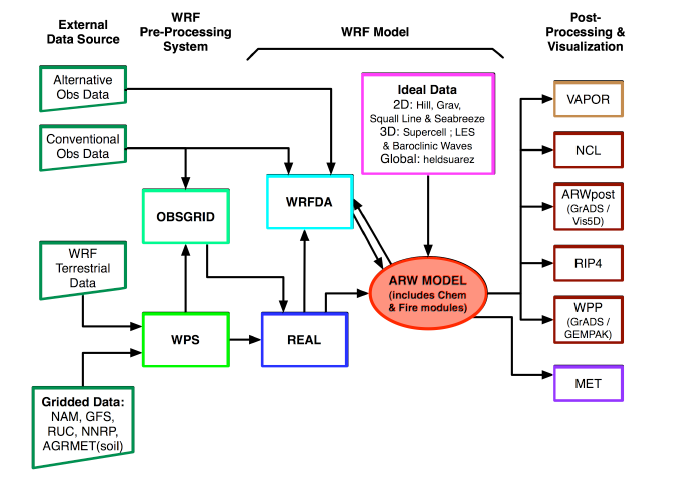 External
Data Source
WRF
Pre-Processing
System
WRF Model
Post-
Processing &
Visualization
Alternative
Obs Data
Conventional
Obs Data
WRF
Terrestrial
Data
Gridded Data:
NAM, GFS,
RUC, NNRP,
AGRMET(soil)
OBSGRID
WPS
WRFDA
REAL
Ideal Data
2D: Hill, Grav,
Squall Line & Seabreeze
3D: Supercell ; LES
& Baroclinic Waves
Global: heldsuarez
ARW MODEL
(includes Chem
& Fire modules)
VAPOR
NCL
ARWpost
(GrADS /
Vis5D)
RIP4
WPP
(GrADS /
GEMPAK)
MET